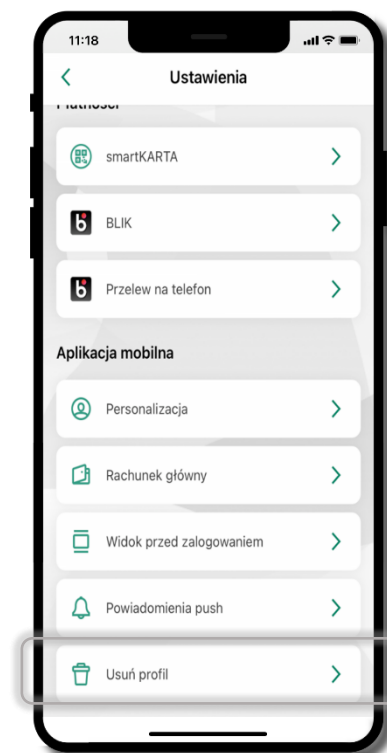 11:18
Ustawienia
Płatności
smartKARTA
BLIK
Przelew na telefon
Aplikacja mobilna
Personalizacja
Rachunek główny
Widok przed zalogowaniem
Powiadomienia push
Usuń profil